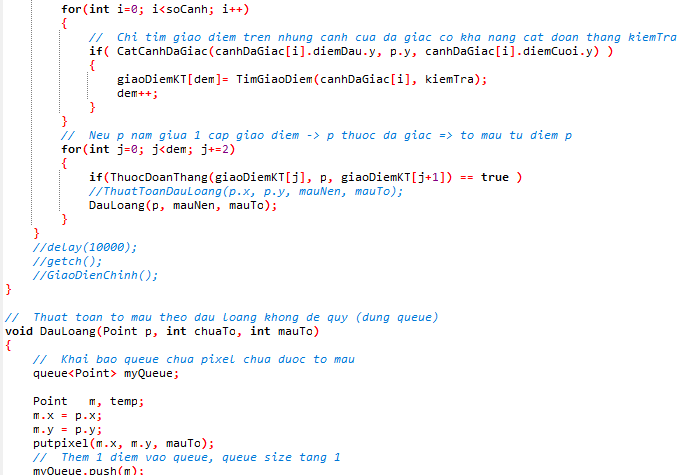 for(int i=0; i<soCanh; i++)
{
// Chi tim giao diem tren nhung canh cua da giac co kha nang cat doan thang kiemTra
if( CatCanhDaGiac(canhDaGiac[i].diemDau.y, p.y, canhDaGiac[i].diemCuoi.y) )
{
giaoDiemKT[dem]= TimGiaoDiem(canhDaGiac[i], kiemTra);
dem++;
}
}
// Neu p nam giua 1 cap giao diem -> p thuoc da giac => to mau tu diem p
for(int j=0; j<dem; j+=2)
{
if(ThuocDoanThang(giaoDiemKT[j], p, giaoDiemKT[j+1]) == true )
//ThuatToanDauLoang(p.x, p.y, mauNen, mauTo);
DauLoang(p, mauNen, mauTo);
}
}
//delay(10000);
//getch();
//GiaoDienChinh();
}
// Thuat toan to mau theo dau loang khong de quy (dung queue)
void DauLoang(Point p, int chuaTo, int mauTo)
{
// Khai bao queue chua pixel chua duoc to mau
queue<Point> myQueue;
Point m, temp;
m.x = p.x;
m.y = p.y;
putpixel(m.x, m.y, mauTo);
// Them 1 diem vao queue, queue size tang 1
myQueue.push(m);